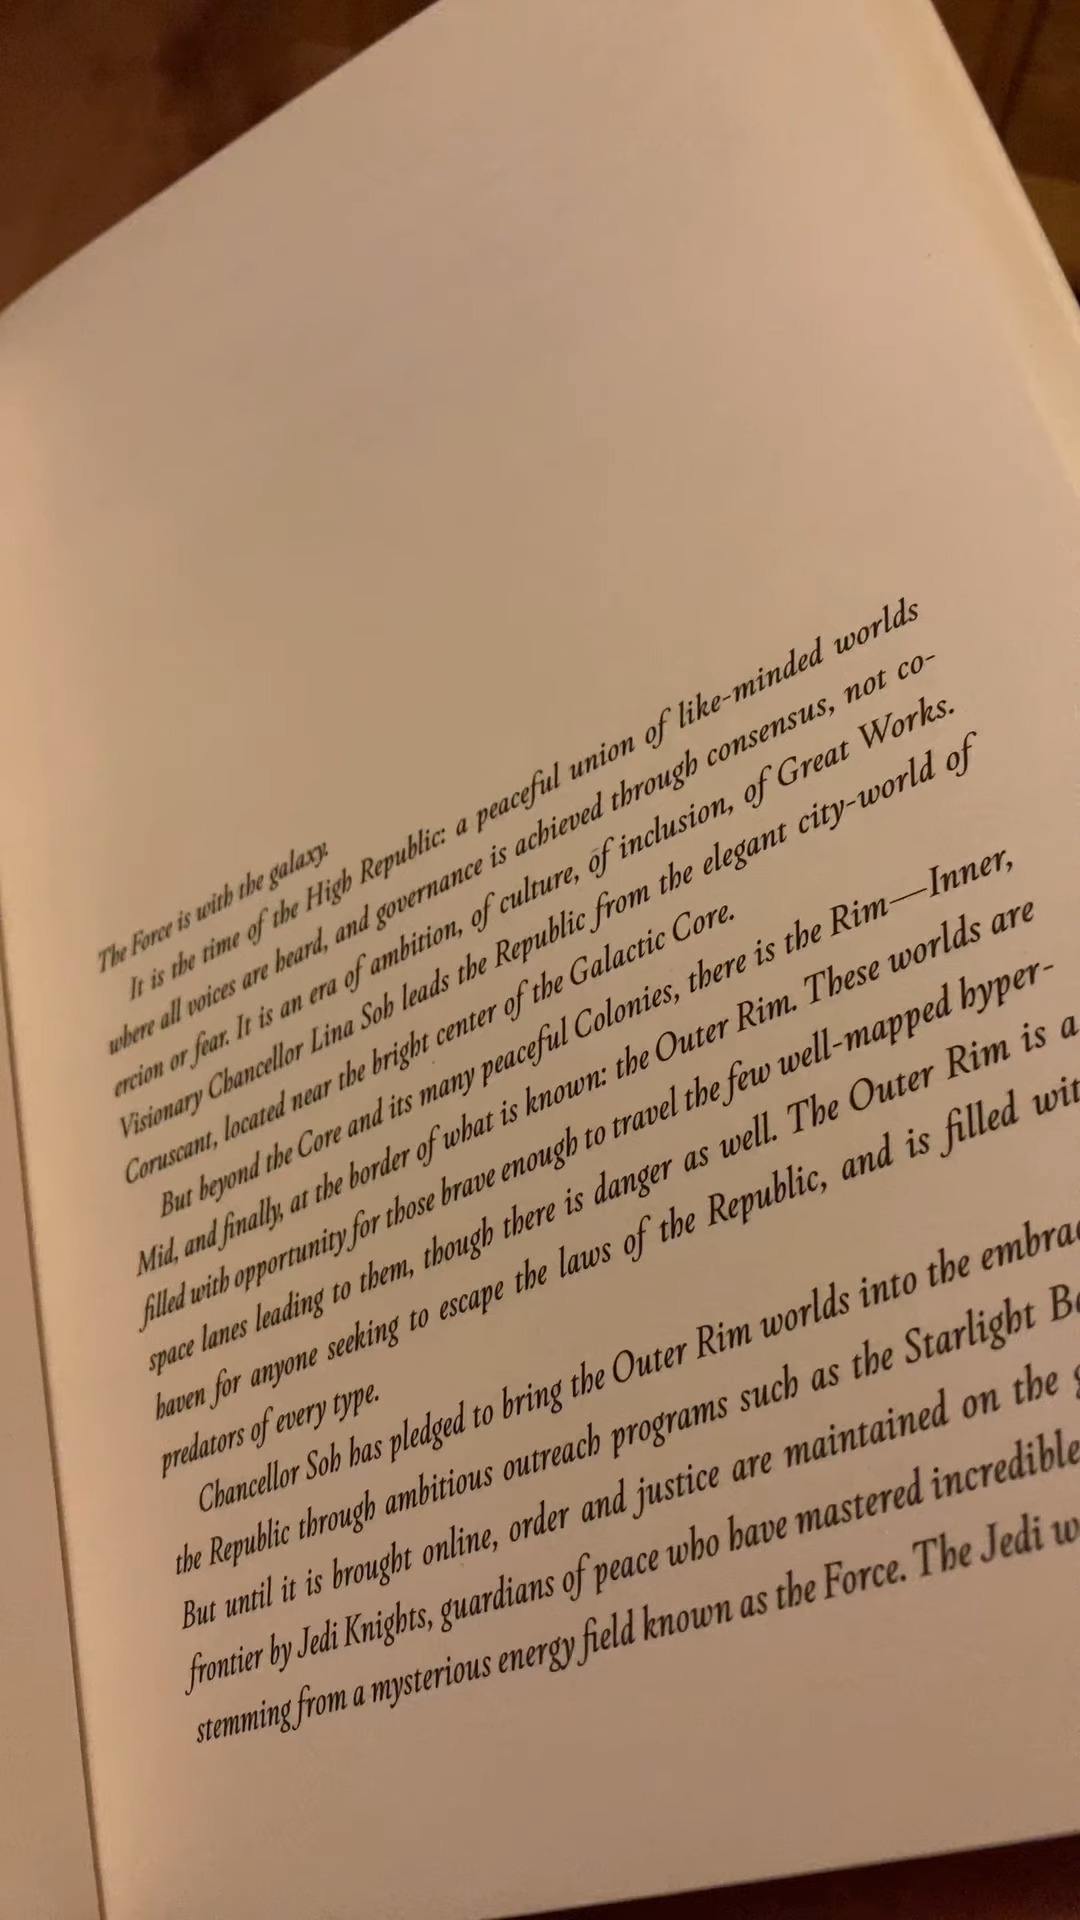 The Force is with the galaxy.
It is the time of the High Republic: a peaceful union of like-minded worlds
where all voices are heard, and governance is achieved through consensus, not co-
ercion or fear. It is an era of ambition, of culture, of inclusion, of Great Works.
Visionary Chancellor Lina Soh leads the Republic from the elegant city-world of
Coruscant, located near the bright center of the Galactic Core.
But beyond the Core and its many peaceful Colonies, there is the Rim—Inner,
Mid, and finally, at the border of what is known: the Outer Rim. These worlds are
filled with opportunity for those brave enough to travel the few well-mapped hyper-
space lanes leading to them, though there is danger as well. The Outer Rim is a
haven for anyone seeking to escape the laws of the Republic, and is filled
predators of every type.
Chancellor Soh has pledged to bring the Outer Rim worlds into the
the Republic through ambitious outreach programs such as the Starlight
But until it is brought online, order and justice are maintained on the
frontier by Jedi Knights, guardians of peace who have mastered incredible
stemming from a mysterious energy field known as the Force. The Jedi